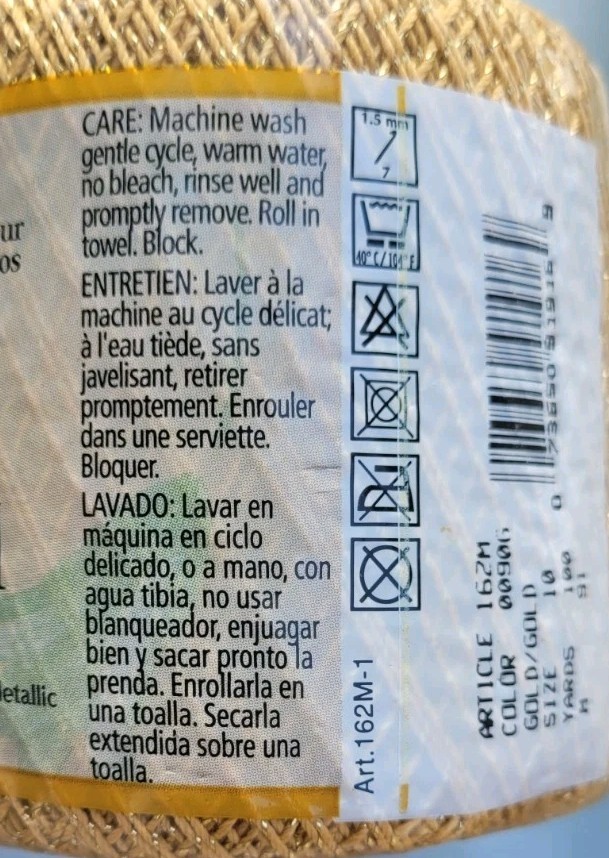 ur
os
etallic
CARE: Machine wash
gentle cycle, warm water,
no bleach, rinse well and
promptly remove. Roll in
towel. Block.
ENTRETIEN: Laver à la
machine au cycle délicat;
à l'eau tiède, sans
javelisant, retirer
promptement. Enrouler
dans une serviette.
Bloquer.
LAVADO: Lavar en
máquina en ciclo
delicado, o a mano, con
agua tibia, no usar
blanqueador, enjuagar
bien y sacar pronto la
prenda. Enrollarla en
una toalla. Secarla
extendida sobre una
toalla.
1.5 mm
7
40° C/104° F
Art.162M-1
ARTICLE 162M
COLOR 0090G
GOLD/GOLD
SIZE 10
YARDS 100
M 91